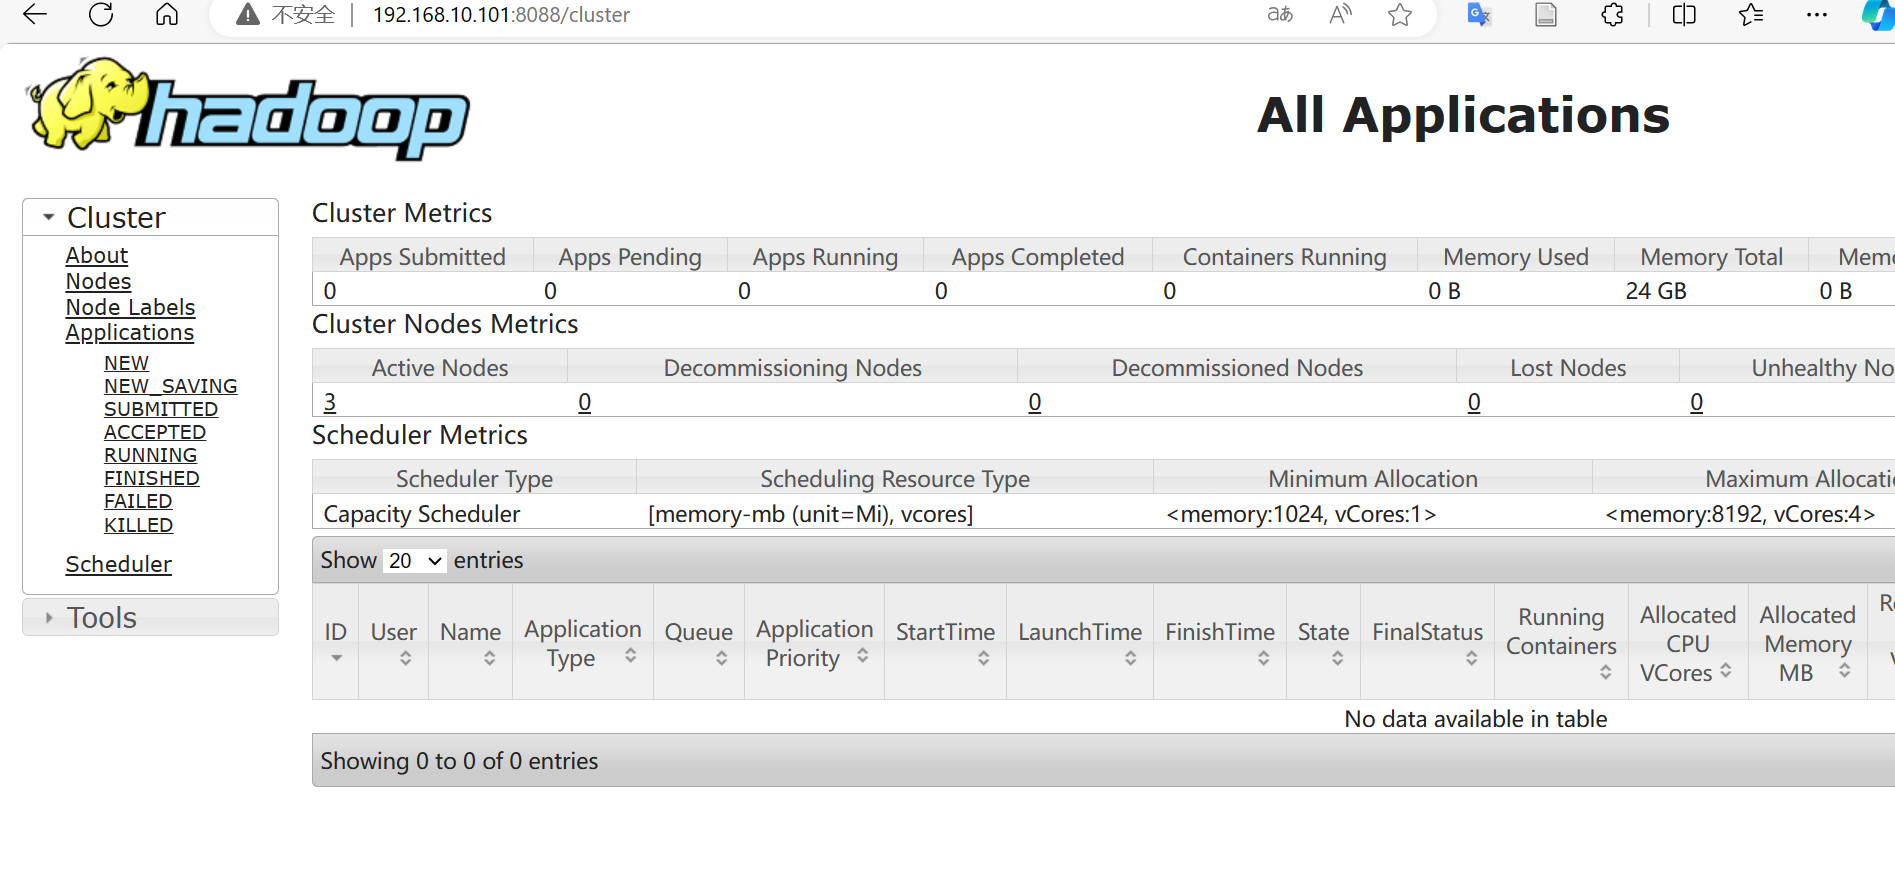 不安全 192.168.10.101:8088/cluster
hadoop
All Applications
Cluster
About
Nodes
Node Labels
Applications
NEW
NEW_SAVING
SUBMITTED
ACCEPTED
RUNNING
FINISHED
FAILED
KILLED
Scheduler
Tools
Cluster Metrics
Apps Submitted Apps Pending Apps Running Apps Completed Containers Running Memory Used Memory Total
0 0 0 0 0 0 B 24 GB 0 B
Cluster Nodes Metrics
Active Nodes Decommissioning Nodes Decommissioned Nodes Lost Nodes Unhealthy
3 0 0 0 0
Scheduler Metrics
Scheduler Type Scheduling Resource Type Minimum Allocation Maximum
Capacity Scheduler [memory-mb (unit=Mi), vcores] <memory:1024, vCores:1> <memory:8192, vCores:4>
Show 20 entries
ID User Name Application Type Queue Application Priority StartTime LaunchTime FinishTime State FinalStatus Running Containers Allocated CPU VCores Allocated Memory MB
No data available in table
Showing 0 to 0 of 0 entries